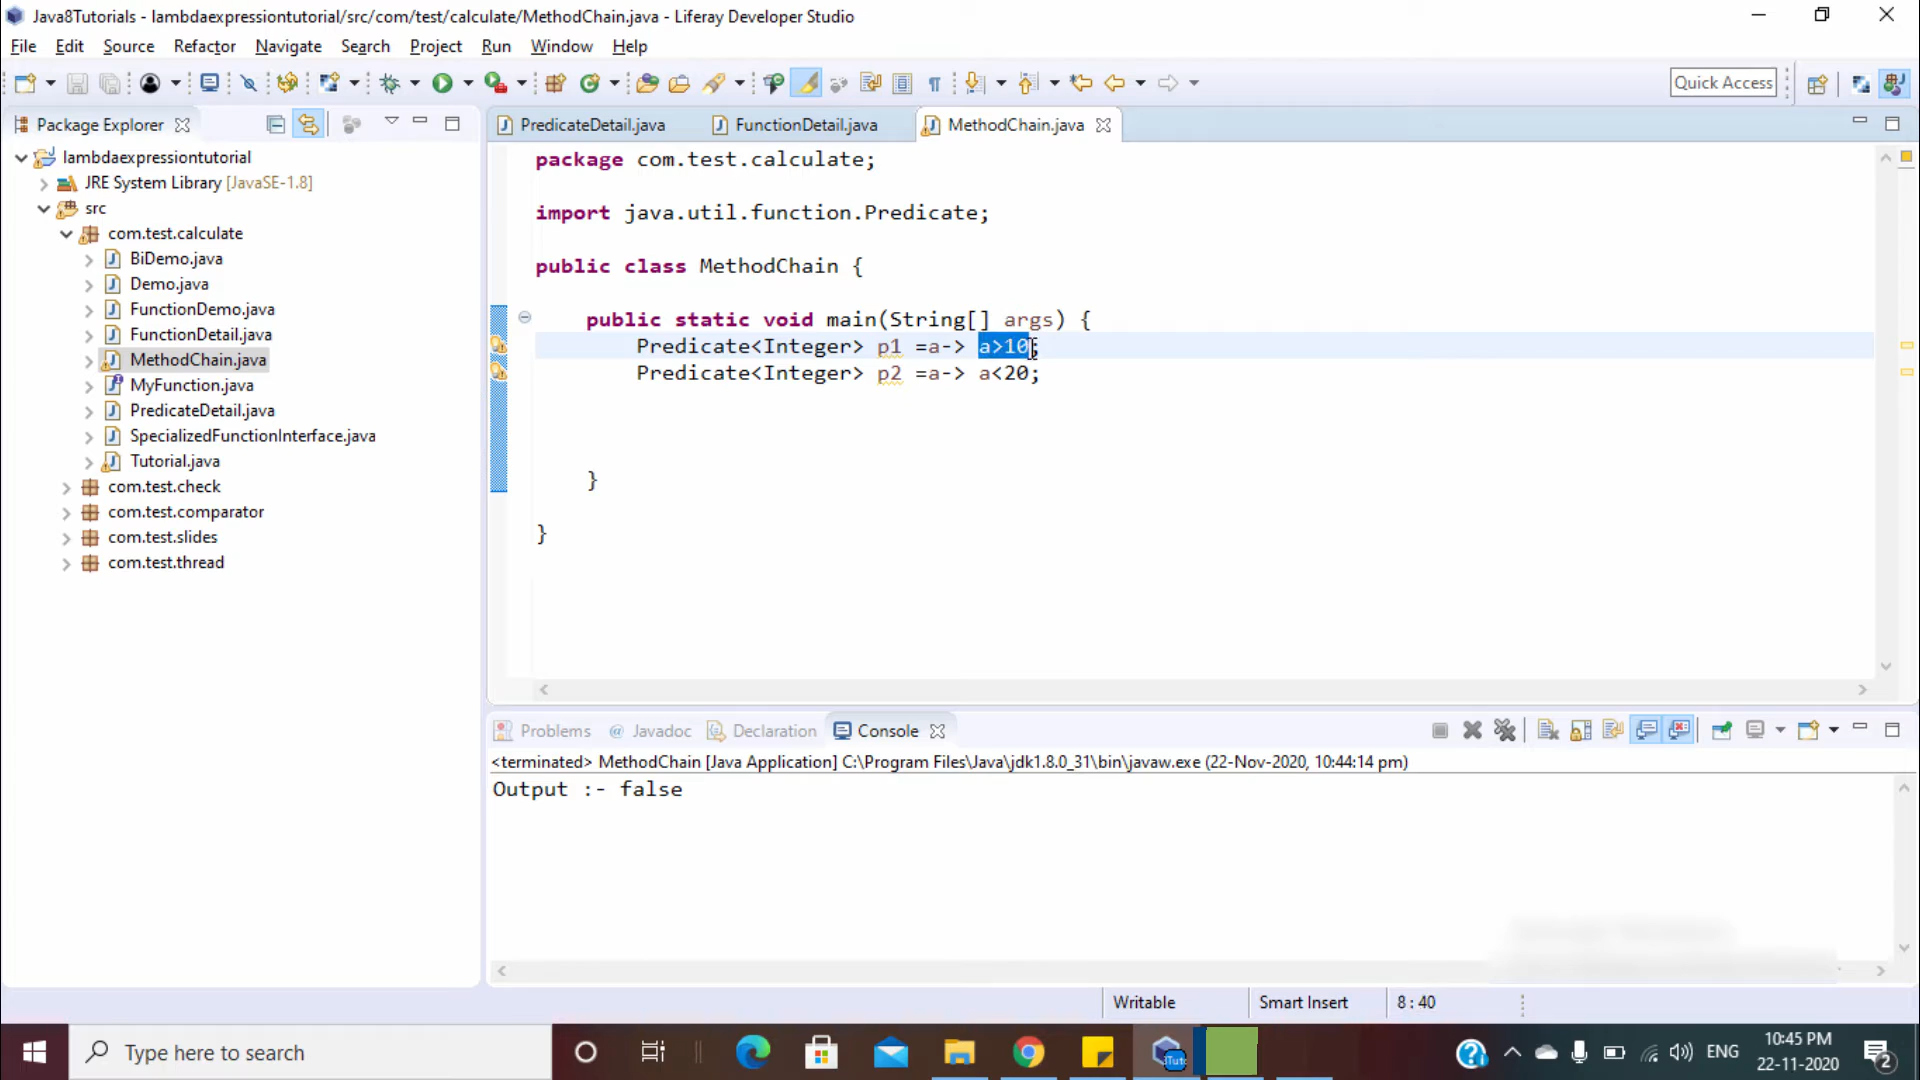 Java8Tutorials - lambdaexpressiontutorial/src/com/test/calculate/MethodChain.java - Liferay Developer Studio
File Edit Source Refactor Navigate Search Project Run Window Help
Quick Access
Package Explorer
lambdaexpressiontutorial
JRE System Library [JavaSE-1.8]
src
com.test.calculate
BiDemo.java
Demo.java
FunctionDemo.java
FunctionDetail.java
MethodChain.java
MyFunction.java
PredicateDetail.java
SpecializedFunctionInterface.java
Tutorial.java
com.test.check
com.test.comparator
com.test.slides
com.test.thread
PredicateDetail.java FunctionDetail.java MethodChain.java
package com.test.calculate;
import java.util.function.Predicate;
public class MethodChain {
public static void main(String[] args) {
Predicate<Integer> p1 =a-> a>10;
Predicate<Integer> p2 =a-> a<20;
}
}
Problems @ Javadoc Declaration Console
<terminated> MethodChain [Java Application] C:\Program Files\Java\jdk1.8.0_31\bin\javaw.exe (22-Nov-2020, 10:44:14 pm)
Output :- false
Writable Smart Insert 8 : 40
Type here to search
ENG
10:45 PM
22-11-2020
2